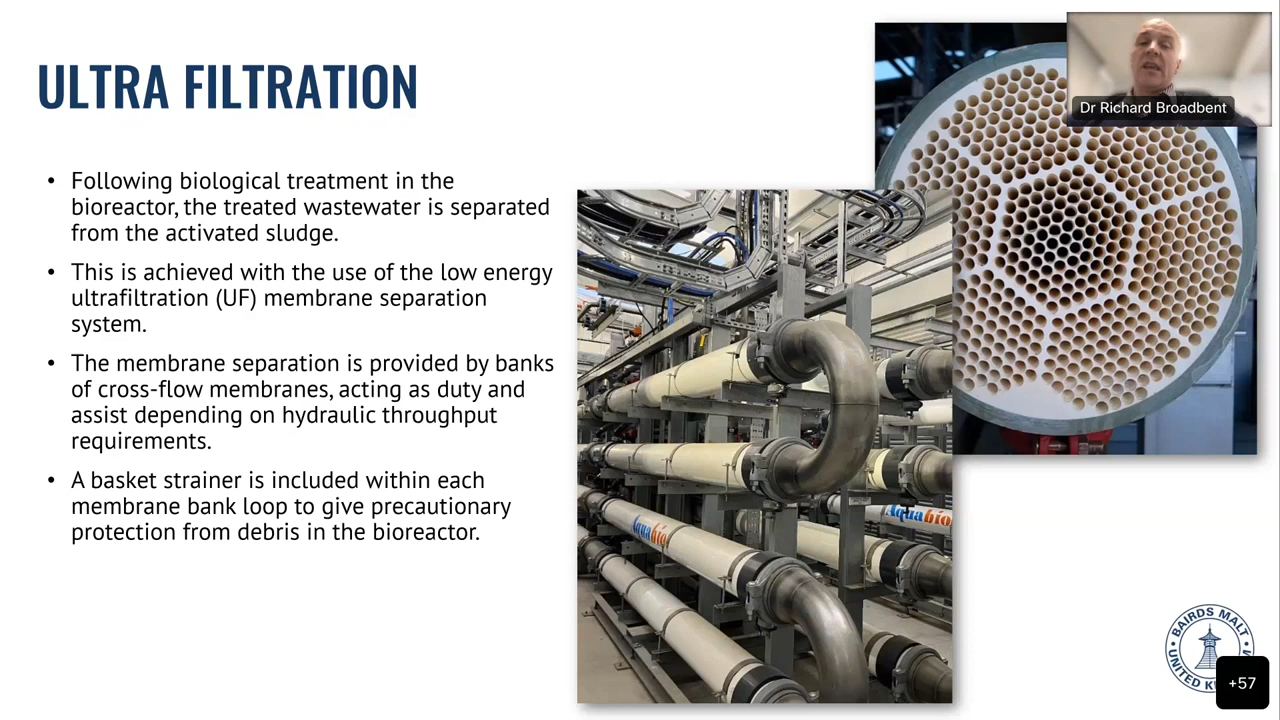 ULTRA FILTRATION
Dr Richard Broadbent
• Following biological treatment in the
bioreactor, the treated wastewater is separated
from the activated sludge.
• This is achieved with the use of the low energy
ultrafiltration (UF) membrane separation
system.
• The membrane separation is provided by banks
of cross-flow membranes, acting as duty and
assist depending on hydraulic throughput
requirements.
• A basket strainer is included within each
membrane bank loop to give precautionary
protection from debris in the bioreactor.
Aquabio
Aquabio
BAIRDS MALT
UNITED
+57